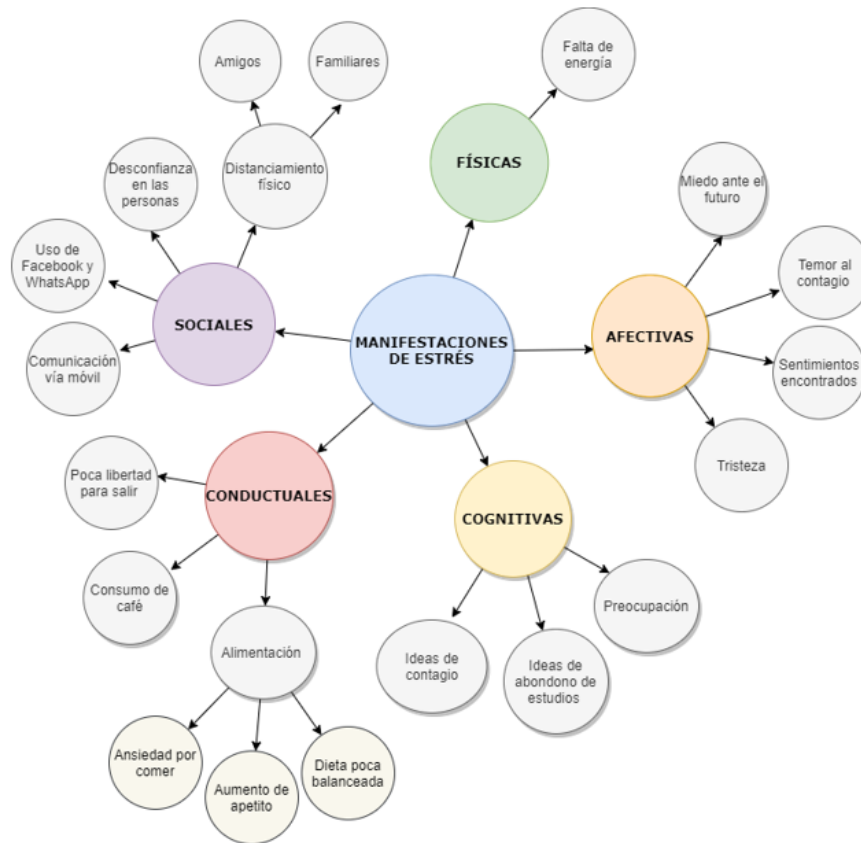 Amigos
Familiares
Falta de
energía
Desconfianza
en las
personas
Distanciamiento
físico
FÍSICAS
Miedo ante el
futuro
Uso de
Facebook y
WhatsApp
Temor al
contagio
SOCIALES
MANIFESTACIONES
DE ESTRÉS
AFECTIVAS
Comunicación
vía móvil
Sentimientos
encontrados
Poca libertad
para salir
CONDUCTUALES
COGNITIVAS
Tristeza
Consumo de
café
Preocupación
Alimentación
Ideas de
contagio
Ideas de
abondono de
estudios
Ansiedad por
comer
Aumento de
apetito
Dieta poca
balanceada